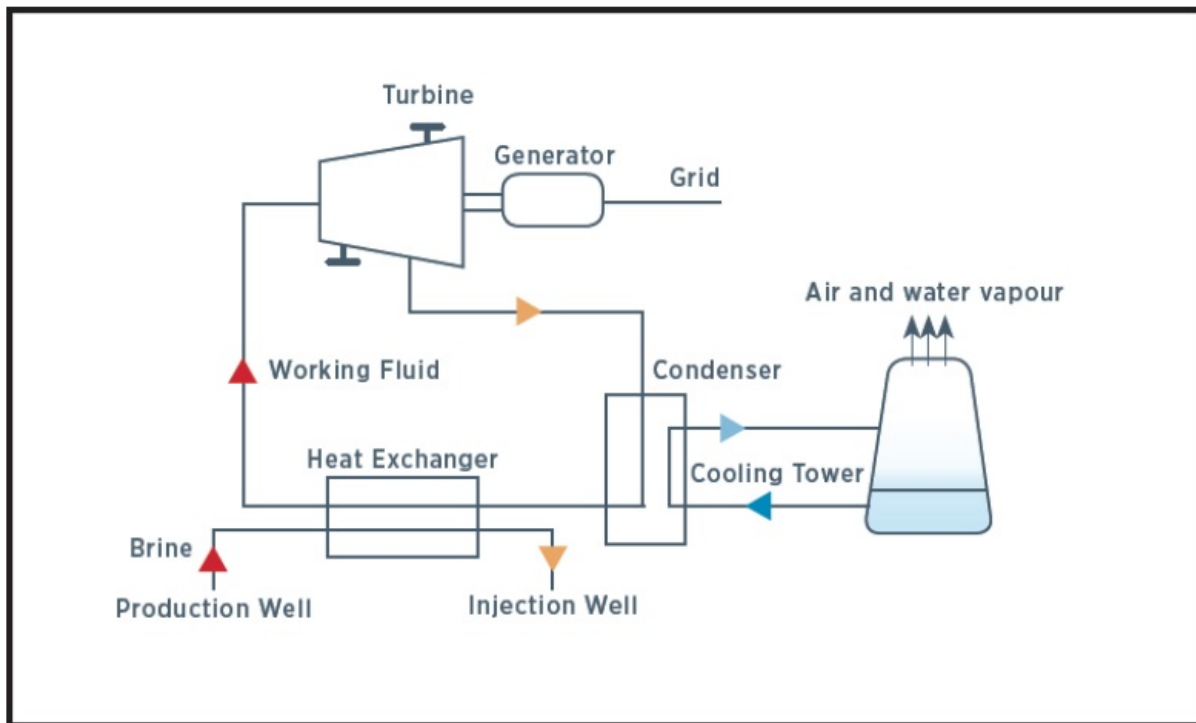 Turbine
Generator
Grid
Air and water vapour
Working Fluid
Condenser
Heat Exchanger
Cooling Tower
Brine
Production Well
Injection Well